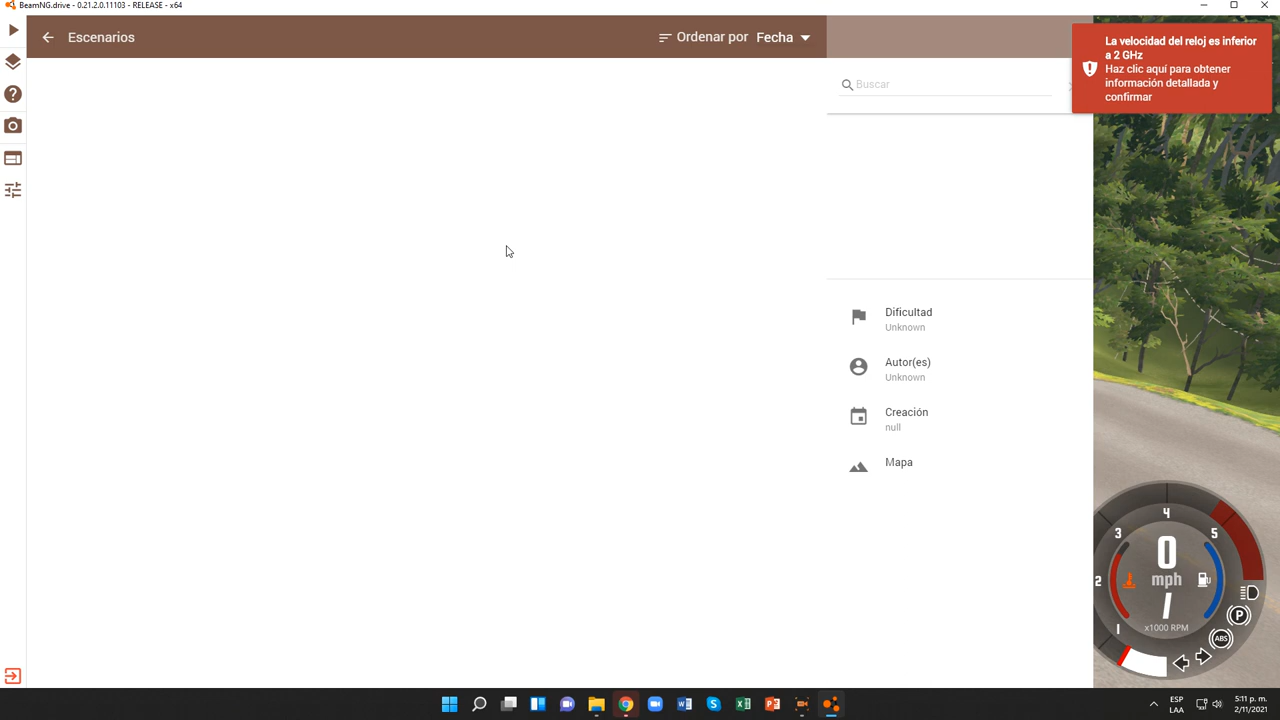 BeamNG.drive - 0.21.2.0.11103 - RELEASE - x64
Escenarios
Ordenar por Fecha
La velocidad del reloj es inferior
a 2 GHz
Haz clic aquí para obtener
información detallada y
confirmar
Buscar
Dificultad
Unknown
Autor(es)
Unknown
Creación
null
Mapa
4
3
5
0
2
mph
1
1
x1000 RPM
P
ABS
ESP
LAA
5:11 p. m.
2/11/2021